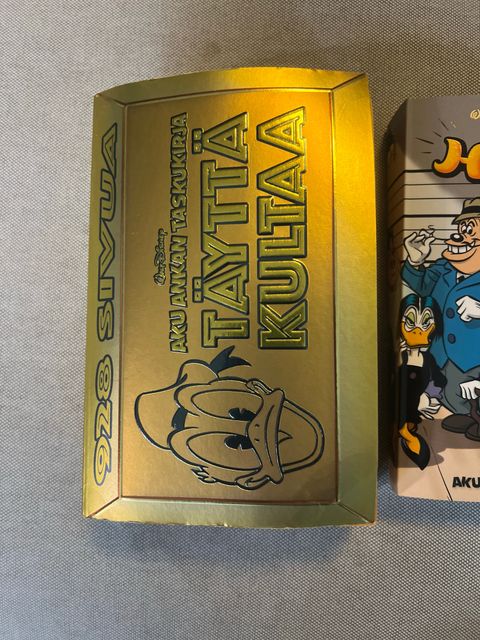 Walt Disney
AKU ANKAN TASKUKIRJA
TÄYTTÄ
KULTAA
928 SIVUA
AKU